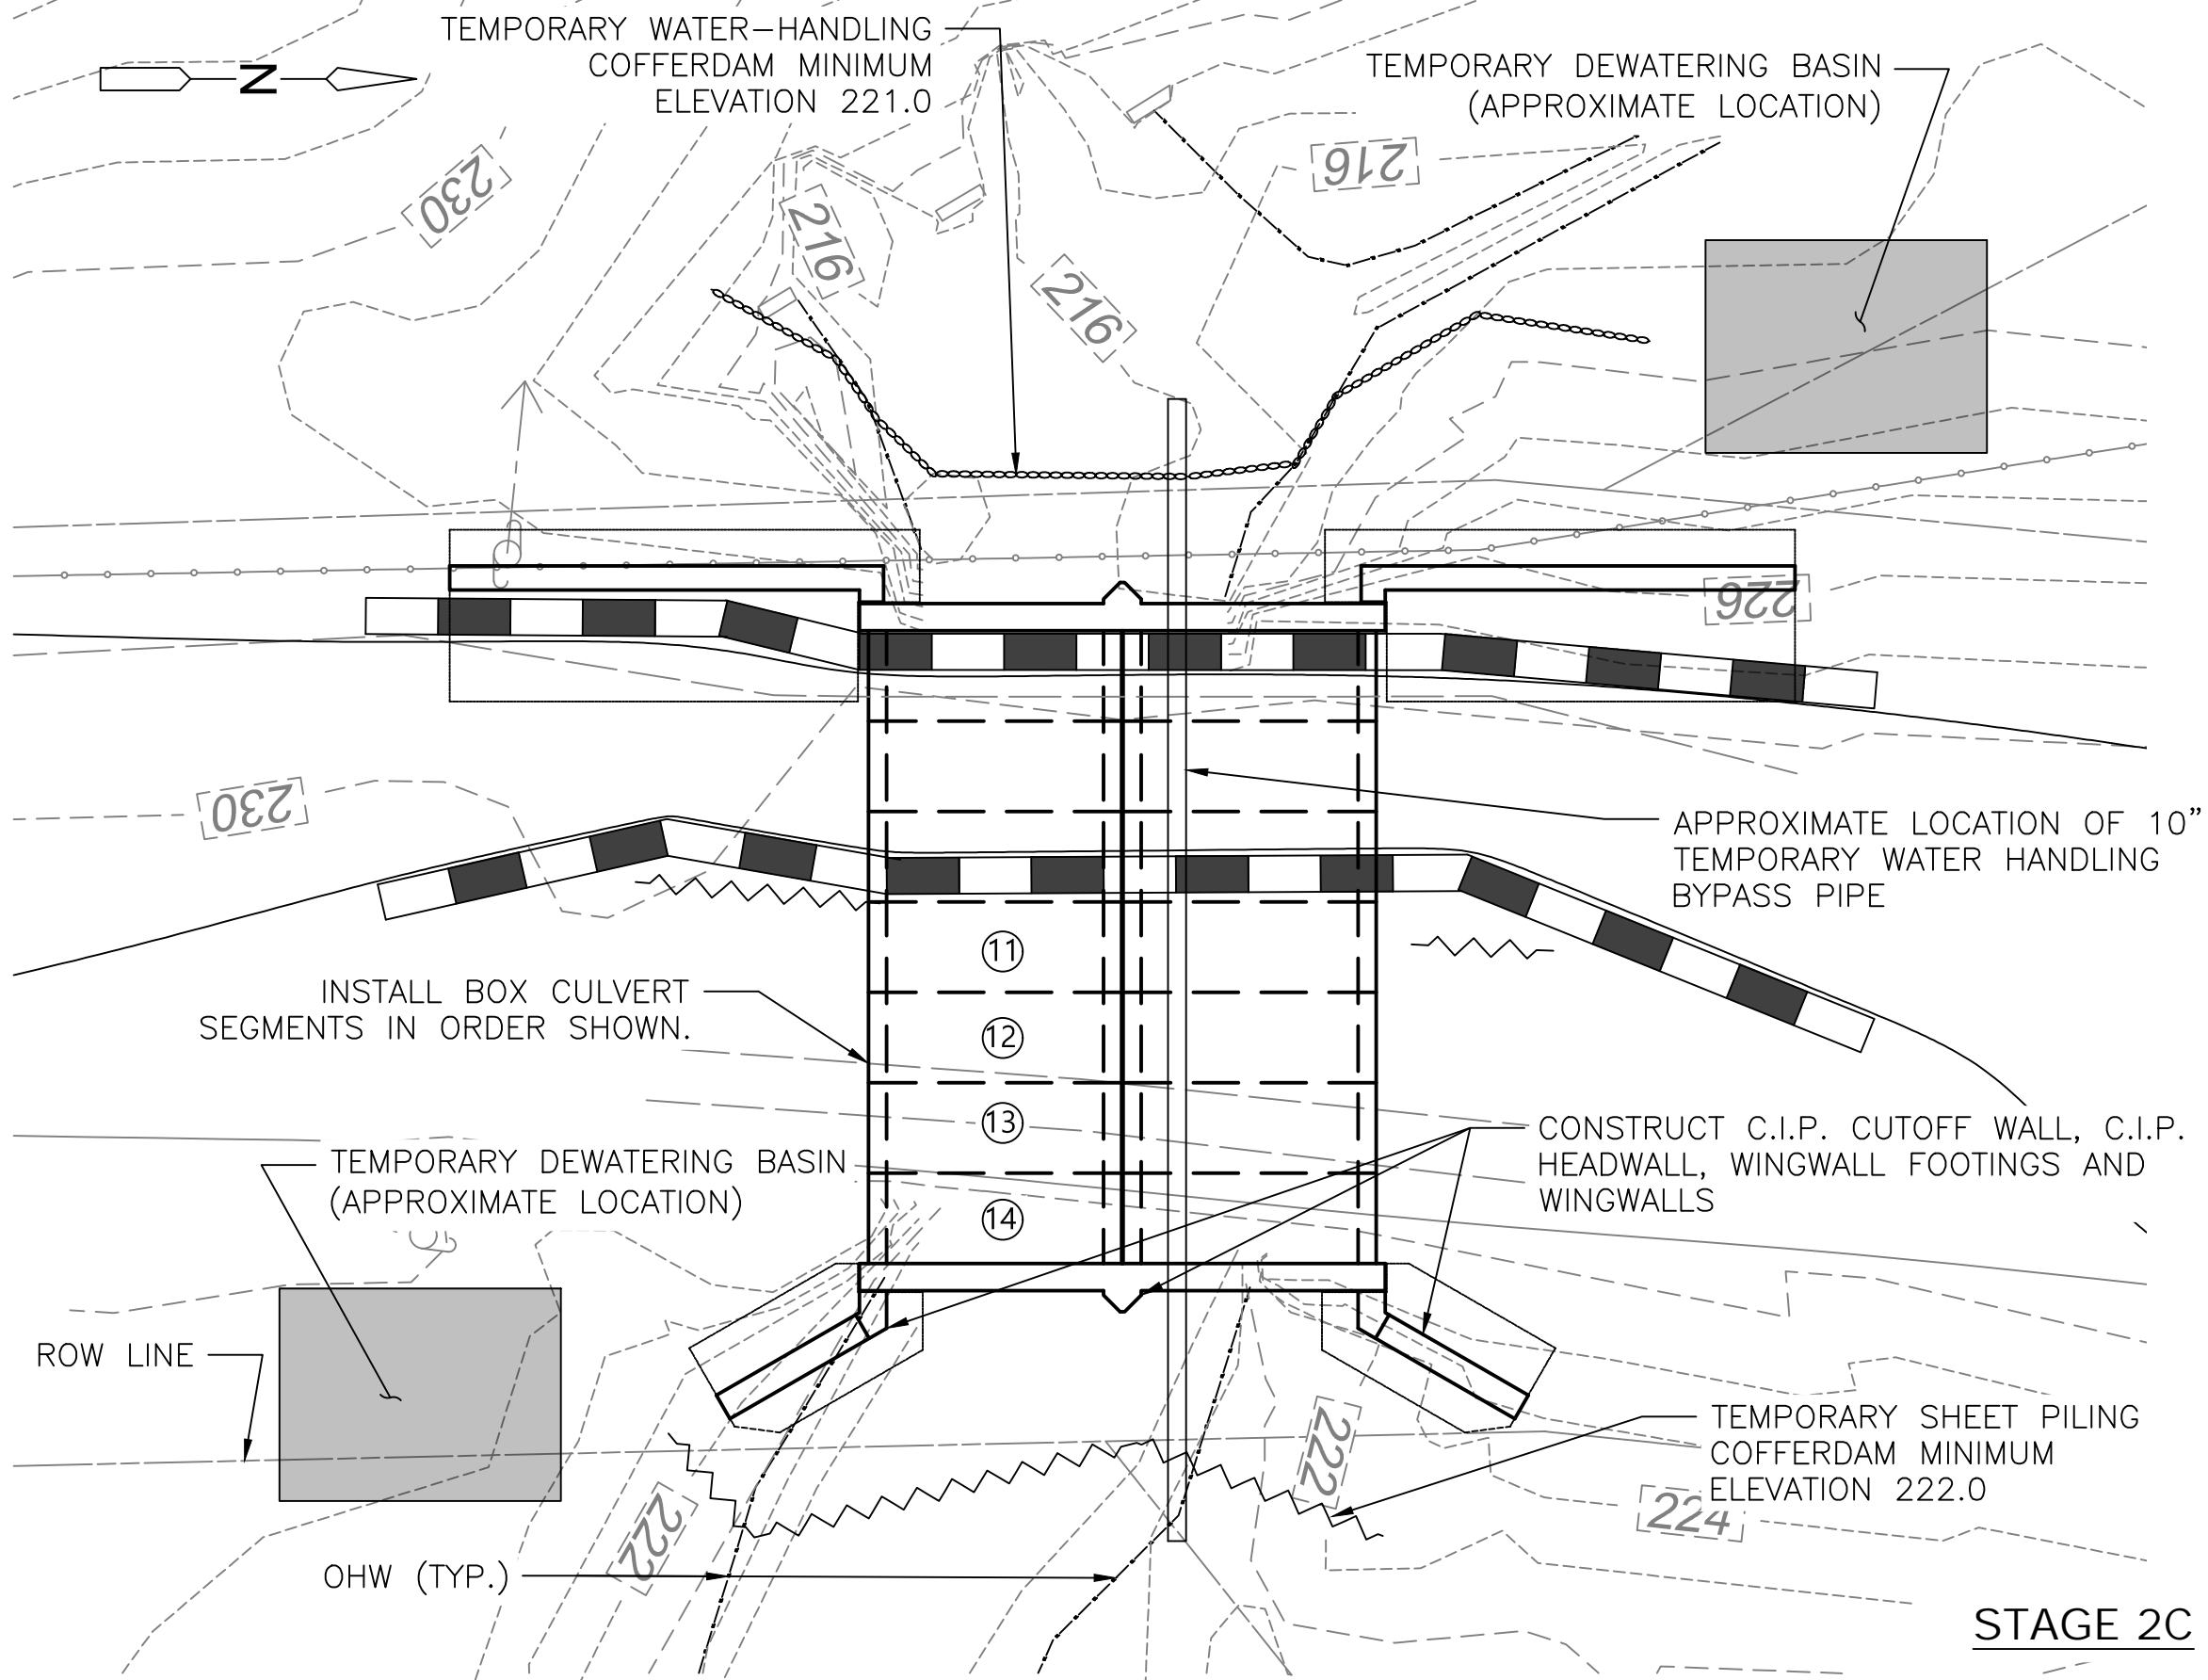 TEMPORARY WATER-HANDLING
COFFERDAM MINIMUM
ELEVATION 221.0
TEMPORARY DEWATERING BASIN
(APPROXIMATE LOCATION)
N
230
216
216
216
226
230
APPROXIMATE LOCATION OF 10”
TEMPORARY WATER HANDLING
BYPASS PIPE
11
INSTALL BOX CULVERT
SEGMENTS IN ORDER SHOWN.
12
13
CONSTRUCT C.I.P. CUTOFF WALL, C.I.P.
HEADWALL, WINGWALL FOOTINGS AND
WINGWALLS
TEMPORARY DEWATERING BASIN
(APPROXIMATE LOCATION)
14
ROW LINE
TEMPORARY SHEET PILING
COFFERDAM MINIMUM
ELEVATION 222.0
222
222
224
OHW (TYP.)
STAGE 2C